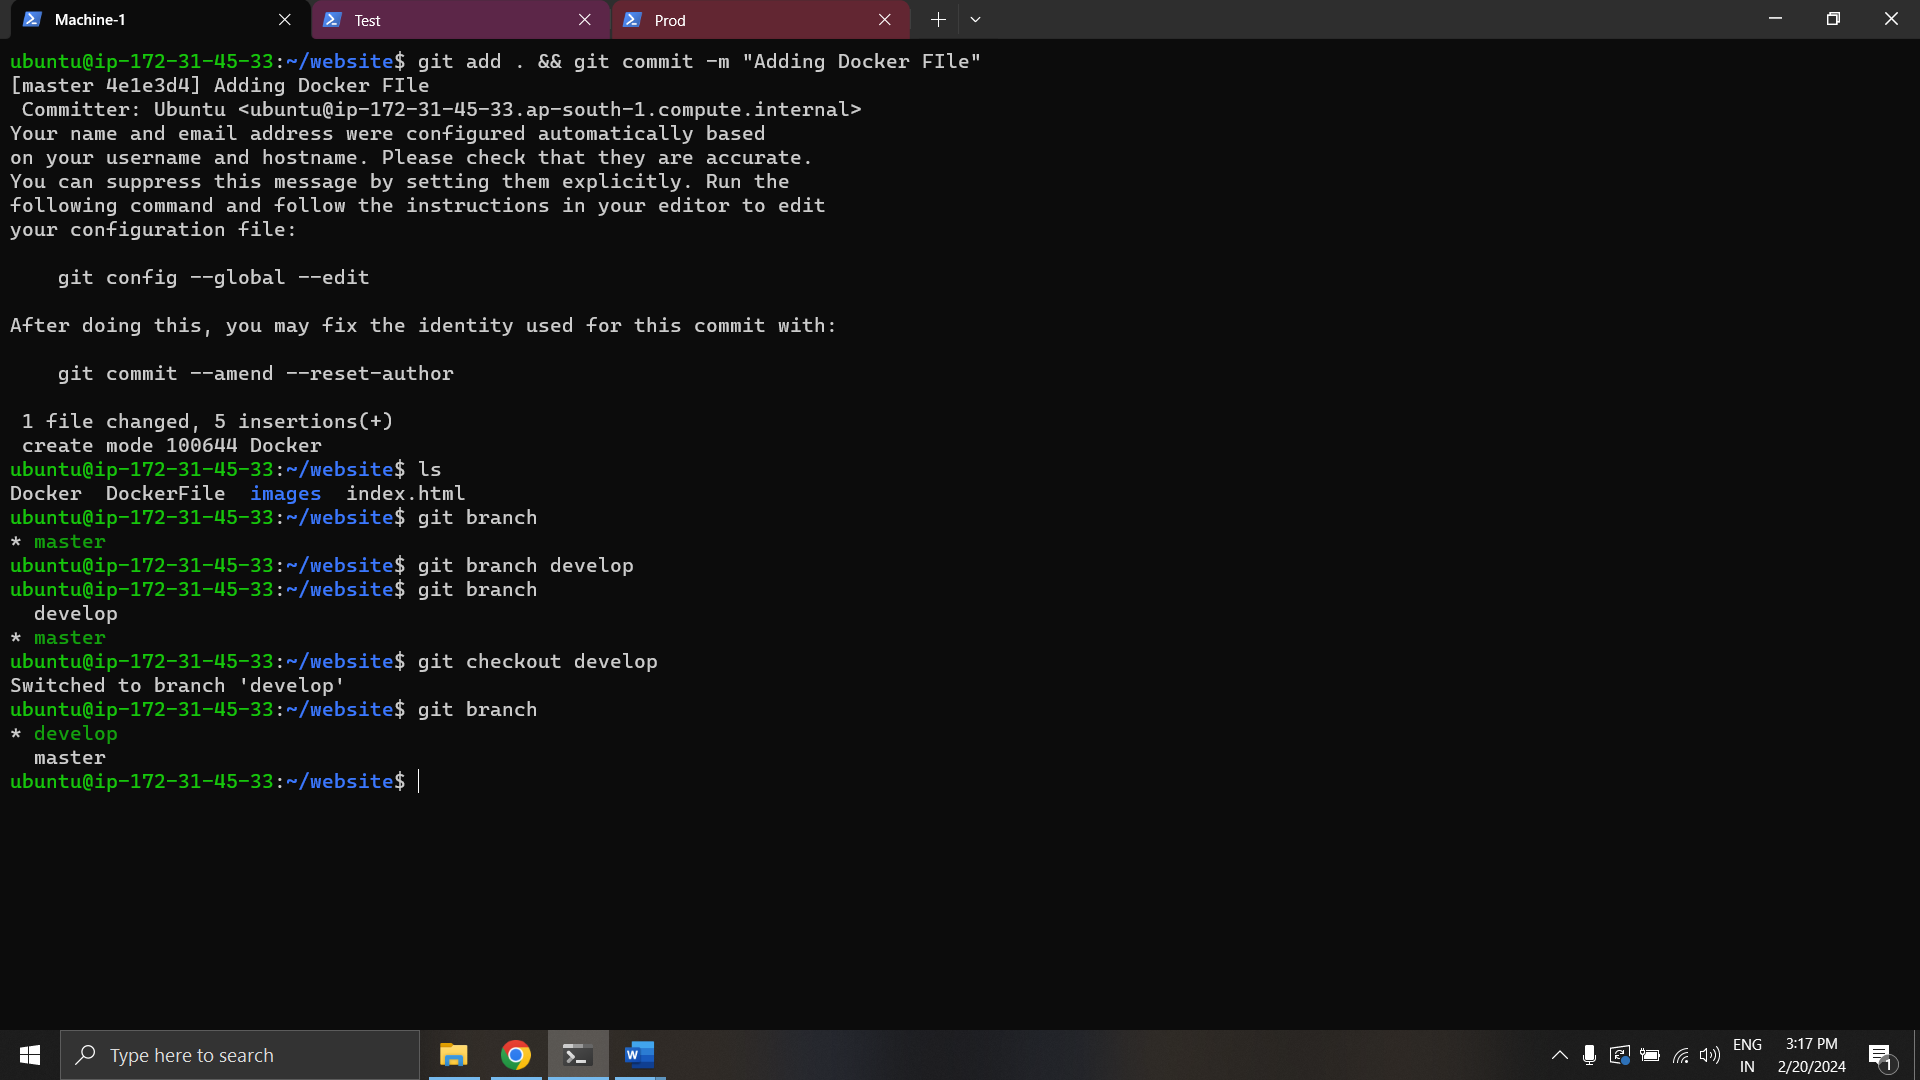 Machine-1
Test
Prod
ubuntu@ip-172-31-45-33:~/website$ git add . && git commit -m "Adding Docker FIle"
[master 4e1e3d4] Adding Docker FIle
 Committer: Ubuntu <ubuntu@ip-172-31-45-33.ap-south-1.compute.internal>
Your name and email address were configured automatically based
on your username and hostname. Please check that they are accurate.
You can suppress this message by setting them explicitly. Run the
following command and follow the instructions in your editor to edit
your configuration file:
    git config --global --edit
After doing this, you may fix the identity used for this commit with:
    git commit --amend --reset-author
 1 file changed, 5 insertions(+)
 create mode 100644 Docker
ubuntu@ip-172-31-45-33:~/website$ ls
Docker  DockerFile  images  index.html
ubuntu@ip-172-31-45-33:~/website$ git branch
* master
ubuntu@ip-172-31-45-33:~/website$ git branch develop
ubuntu@ip-172-31-45-33:~/website$ git branch
  develop
* master
ubuntu@ip-172-31-45-33:~/website$ git checkout develop
Switched to branch 'develop'
ubuntu@ip-172-31-45-33:~/website$ git branch
* develop
  master
ubuntu@ip-172-31-45-33:~/website$
Type here to search
W
ENG
IN
3:17 PM
2/20/2024
1